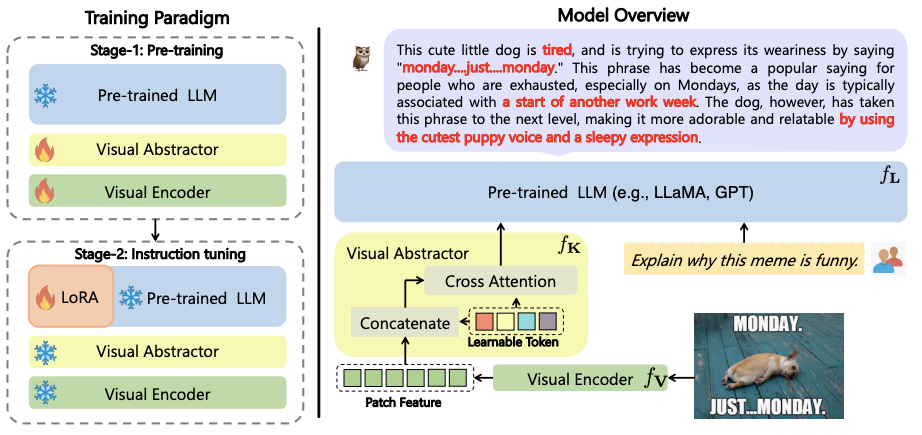 Training Paradigm
Stage-1: Pre-training
Pre-trained LLM
Visual Abstractor
Visual Encoder
Stage-2: Instruction tuning
LoRA
Pre-trained LLM
Visual Abstractor
Visual Encoder
Model Overview
This cute little dog is tired, and is trying to express its weariness by saying
"monday....just....monday." This phrase has become a popular saying for
people who are exhausted, especially on Mondays, as the day is typically
associated with a start of another work week. The dog, however, has taken
this phrase to the next level, making it more adorable and relatable by using
the cutest puppy voice and a sleepy expression.
Pre-trained LLM (e.g., LLaMA, GPT)
f_L
Visual Abstractor
f_K
Cross Attention
Concatenate
Learnable Token
Explain why this meme is funny.
Patch Feature
Visual Encoder
f_V
MONDAY.
JUST...MONDAY.